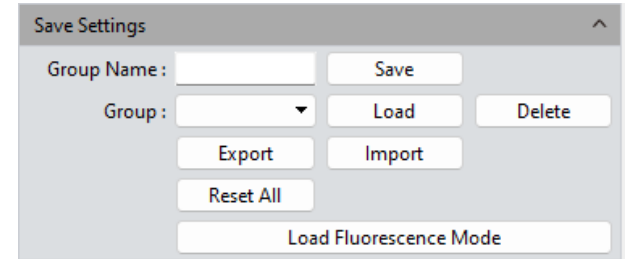 Save Settings
Group Name : Save
Group : Load Delete
Export Import
Reset All
Load Fluorescence Mode